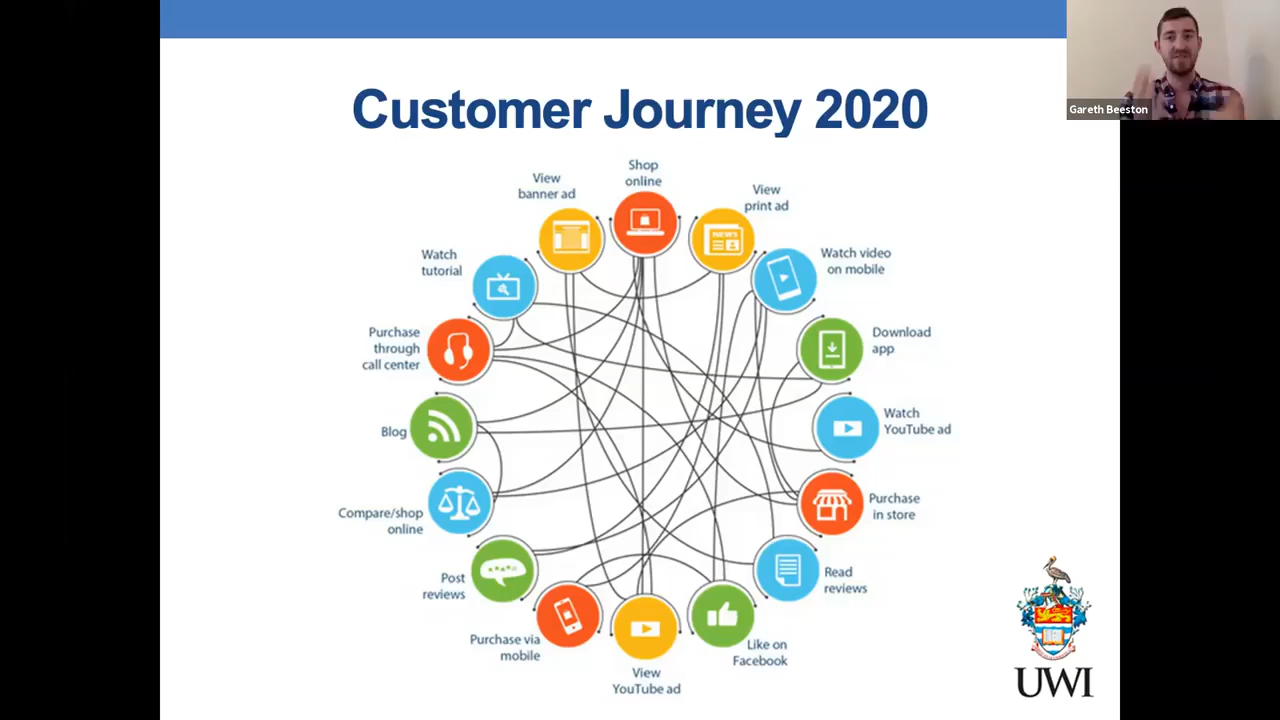 Gareth Beeston
Customer Journey 2020
Shop
online
View
print ad
Watch video
on mobile
Download
app
Watch
YouTube ad
Purchase
in store
Read
reviews
Like on
Facebook
View
YouTube ad
Purchase via
mobile
Post
reviews
Compare/shop
online
Blog
Purchase
through
call center
Watch
tutorial
View
banner ad
NEWS
UWI